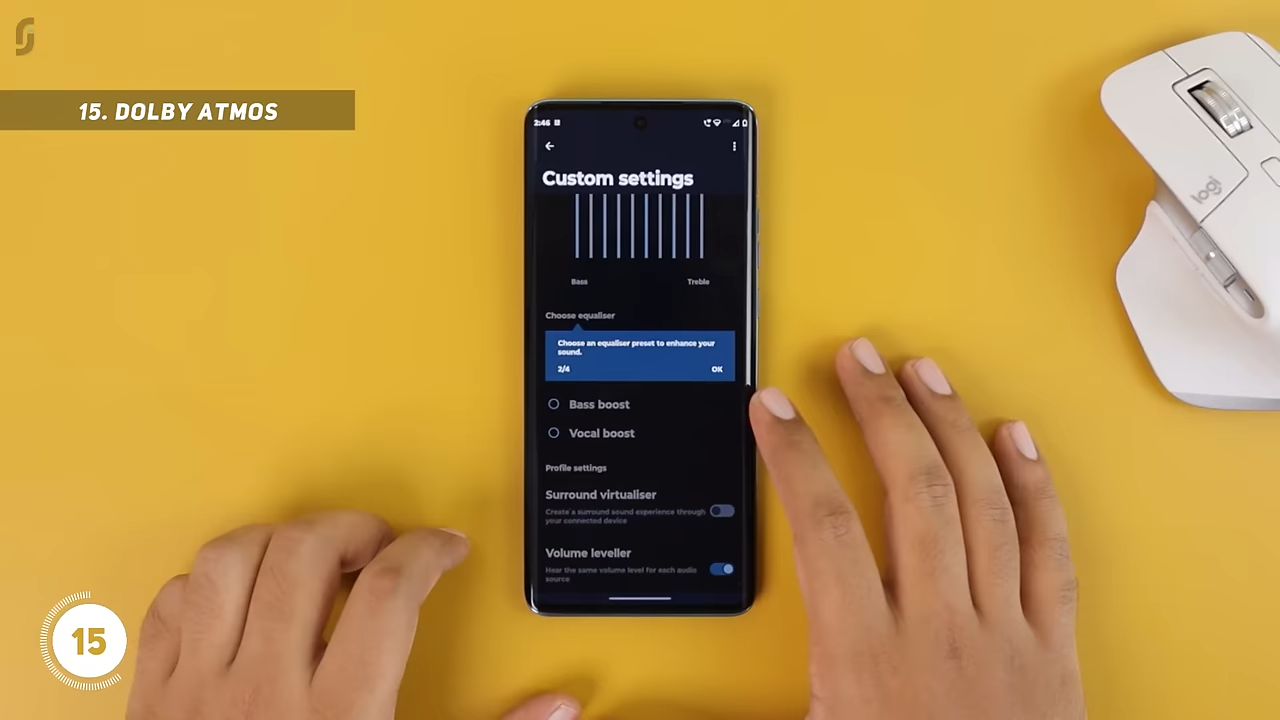 15. DOLBY ATMOS
2:46
Custom settings
Bass Treble
Choose equaliser
Choose an equaliser preset to enhance your
sound.
2/4 OK
Bass boost
Vocal boost
Profile settings
Surround virtualiser
Create's a surround sound experience through
your connected device
Volume leveller
Hear the same volume level for each audio
source
logi
15